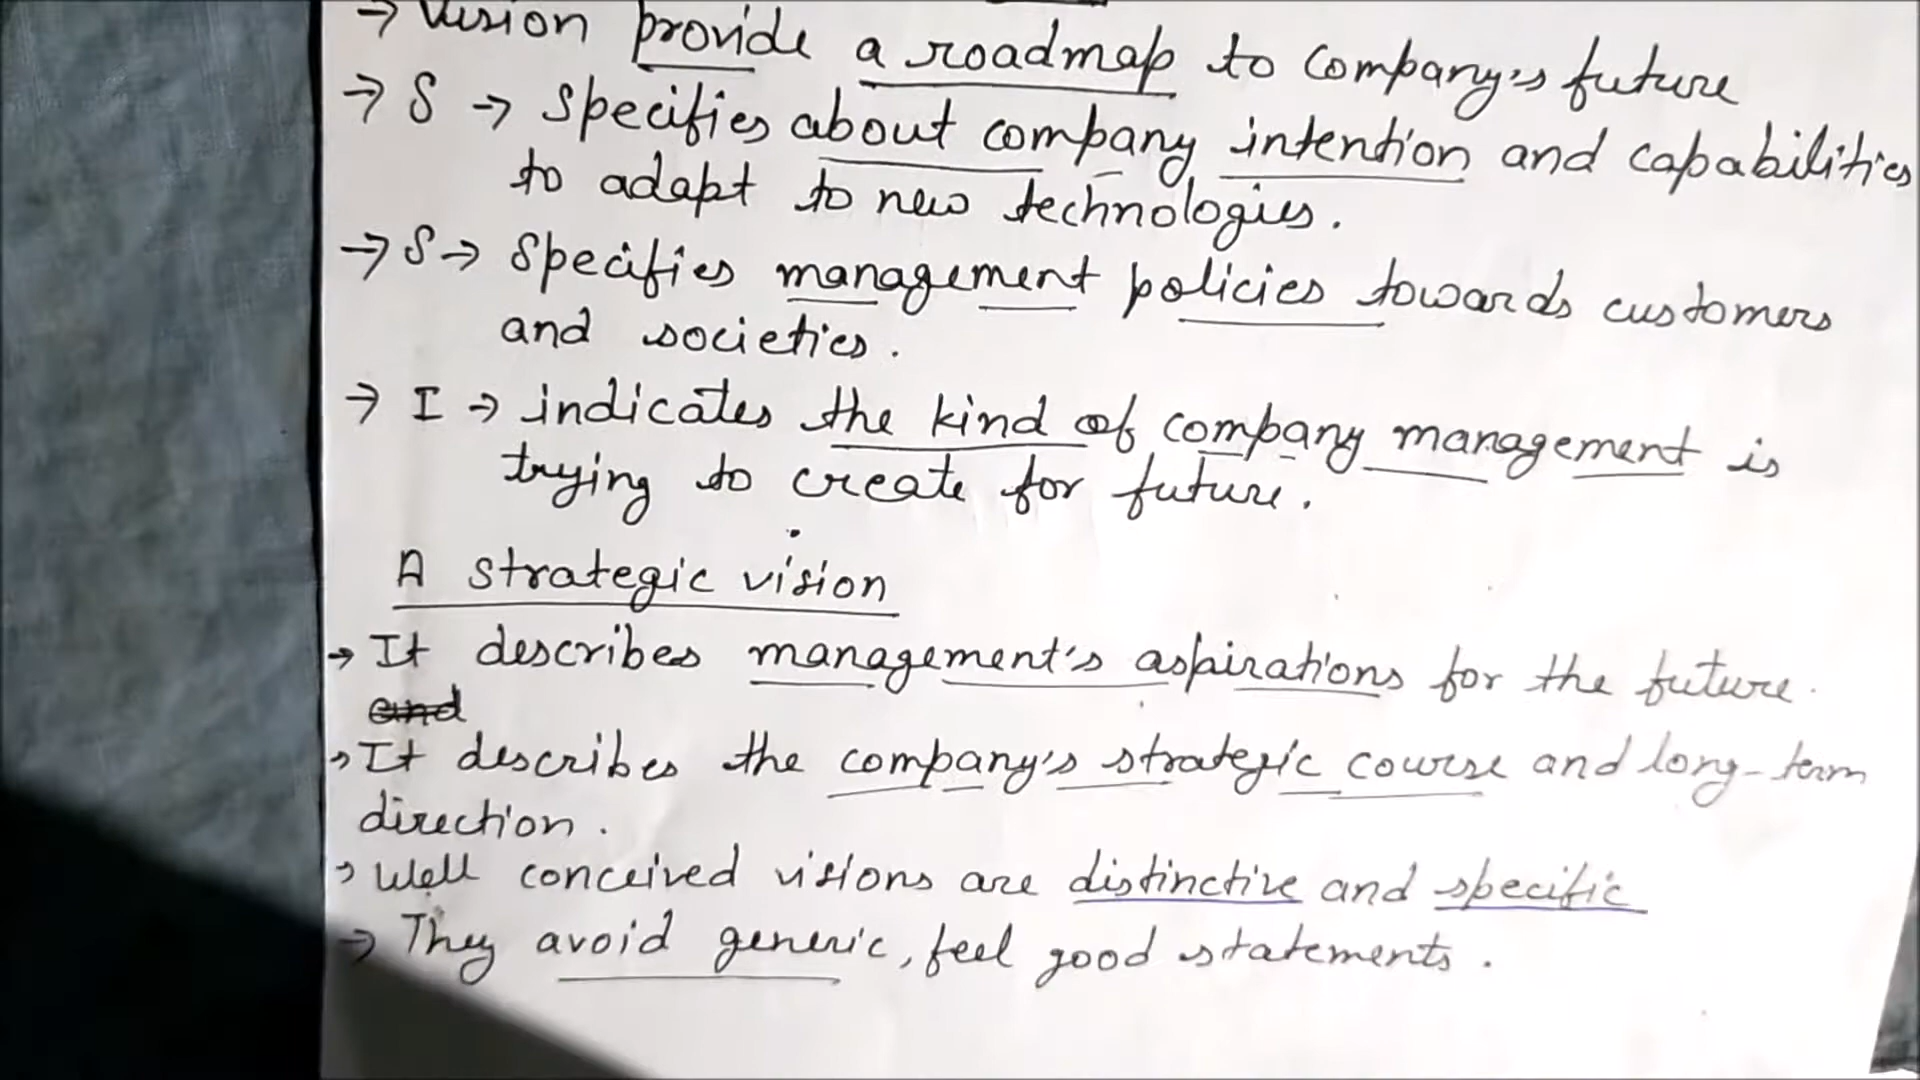 → Vision provide a roadmap to company's future
→ S → Specifies about company intention and capabilities
to adapt to new technologies.
→ S → Specifies management policies towards customers
and societies.
→ I → indicates the kind of company management is
trying to create for future.
A strategic vision
→ It describes management's aspirations for the future.
and
→ It describes the company's strategic course and long-term
direction.
→ Well conceived visions are distinctive and specific
→ They avoid generic, feel good statements.